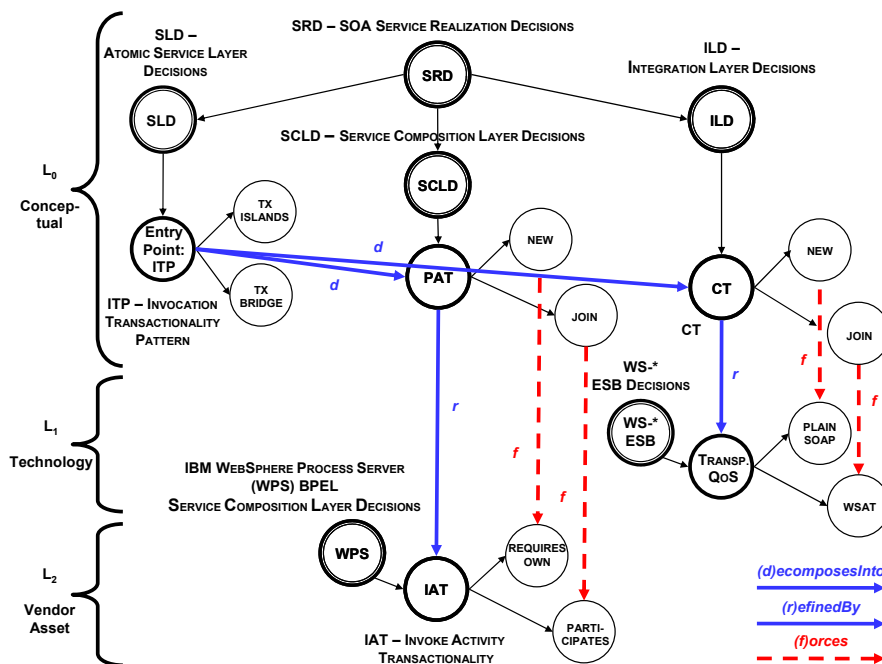 SRD – SOA SERVICE REALIZATION DECISIONS
SLD –
ATOMIC SERVICE LAYER
DECISIONS
ILD –
INTEGRATION LAYER DECISIONS
SRD
SLD
ILD
SCLD – SERVICE COMPOSITION LAYER DECISIONS
SCLD
L0
Concep-
tual
TX
ISLANDS
Entry
Point:
ITP
TX
BRIDGE
ITP – INVOCATION
TRANSACTIONALITY
PATTERN
d
d
NEW
PAT
JOIN
NEW
CT
CT
JOIN
r
r
f
f
f
f
WS-*
ESB DECISIONS
WS-*
ESB
PLAIN
SOAP
TRANSP.
QOS
WSAT
L1
Technology
IBM WEBSPHERE PROCESS SERVER
(WPS) BPEL
SERVICE COMPOSITION LAYER DECISIONS
L2
Vendor
Asset
WPS
IAT
REQUIRES
OWN
PARTI-
CIPATES
IAT – INVOKE ACTIVITY
TRANSACTIONALITY
(d)ecomposesInto
(r)efinedBy
(f)orces